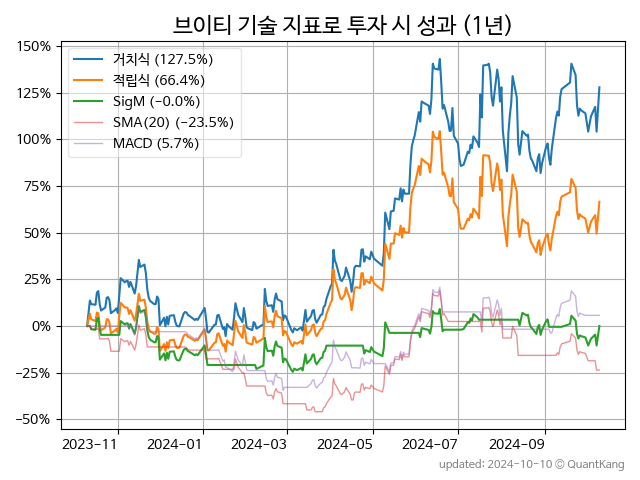 브이티 기술 지표로 투자 시 성과 (1년)
150%
125%
100%
75%
50%
25%
0%
−25%
−50%
거치식 (127.5%)
적립식 (66.4%)
SigM (−0.0%)
SMA(20) (−23.5%)
MACD (5.7%)
2023-11 2024-01 2024-03 2024-05 2024-07 2024-09
updated: 2024-10-10 © QuantKang